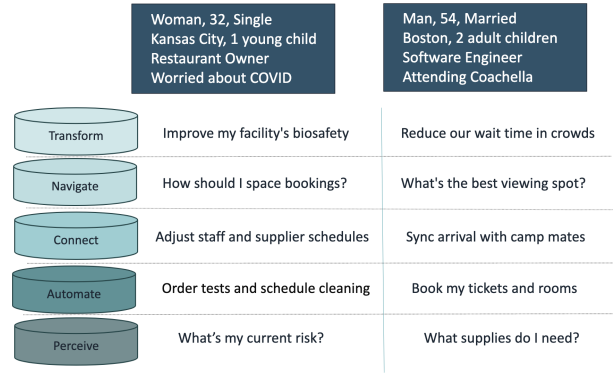 Woman, 32, Single
Kansas City, 1 young child
Restaurant Owner
Worried about COVID
Man, 54, Married
Boston, 2 adult children
Software Engineer
Attending Coachella
Transform
Improve my facility's biosafety
Reduce our wait time in crowds
Navigate
How should I space bookings?
What's the best viewing spot?
Connect
Adjust staff and supplier schedules
Sync arrival with camp mates
Automate
Order tests and schedule cleaning
Book my tickets and rooms
Perceive
What’s my current risk?
What supplies do I need?